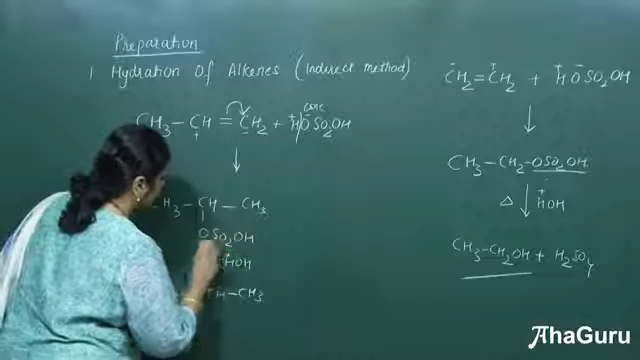 Preparation
1 Hydration Of Alkenes (Indirect method)
CH₃ – CH = CH₂ + HOSO₂OH
conc
H₃ – CH – CH₃
OSO₂OH
HOH
CH – CH₃
CH₂ = CH₂ + HOSO₂OH
CH₃ – CH₂ – OSO₂OH
Δ HOH
CH₃ – CH₂OH + H₂SO₄
AhaGuru